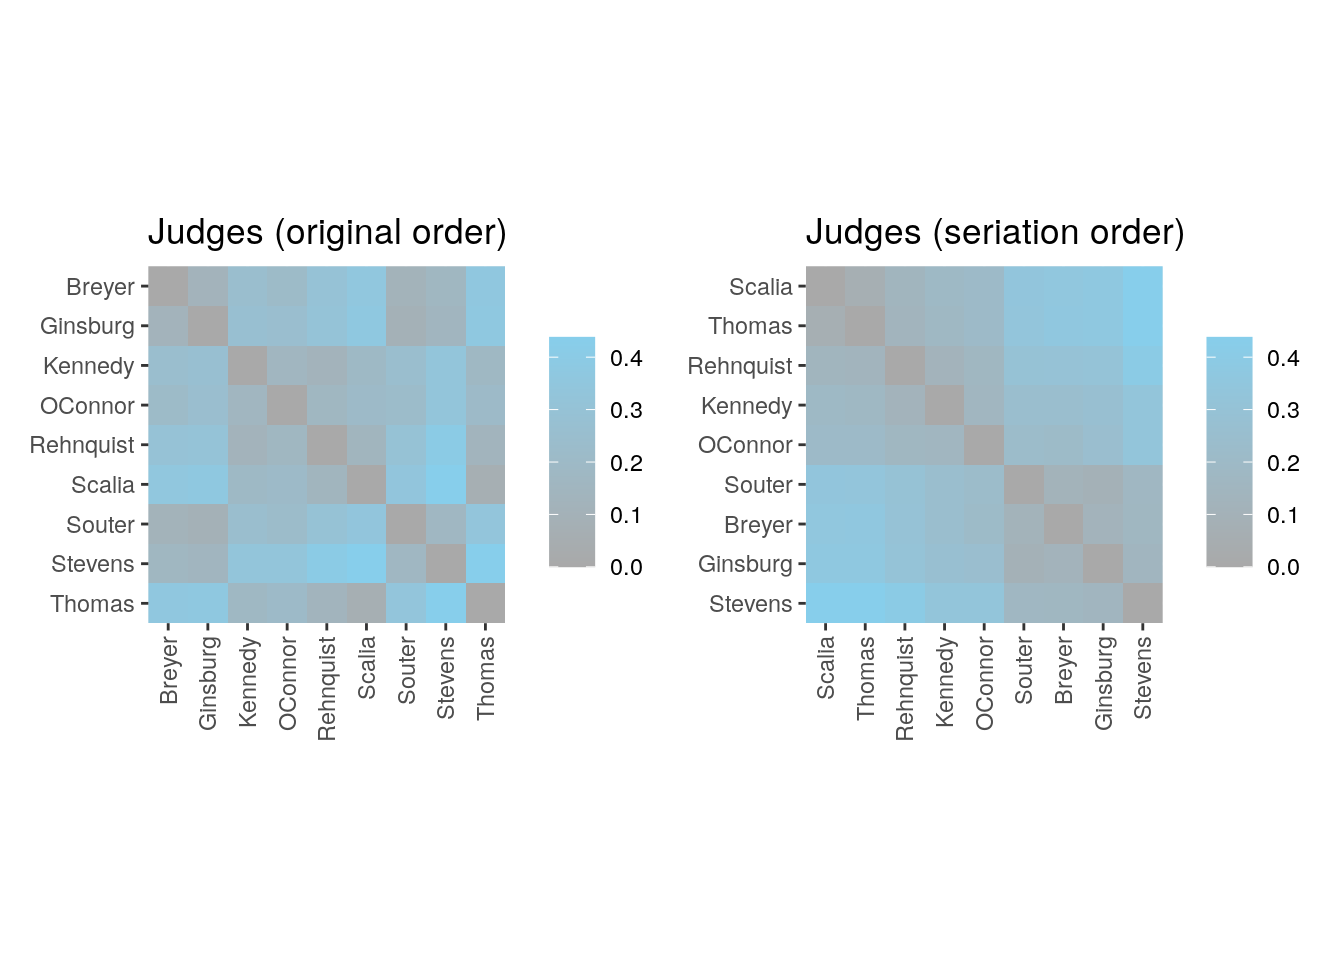 Judges (original order)
Breyer
Ginsburg
Kennedy
OConnor
Rehnquist
Scalia
Souter
Stevens
Thomas
Breyer
Ginsburg
Kennedy
OConnor
Rehnquist
Scalia
Souter
Stevens
Thomas
0.4
0.3
0.2
0.1
0.0
Judges (seriation order)
Scalia
Thomas
Rehnquist
Kennedy
OConnor
Souter
Breyer
Ginsburg
Stevens
Scalia
Thomas
Rehnquist
Kennedy
OConnor
Souter
Breyer
Ginsburg
Stevens
0.4
0.3
0.2
0.1
0.0